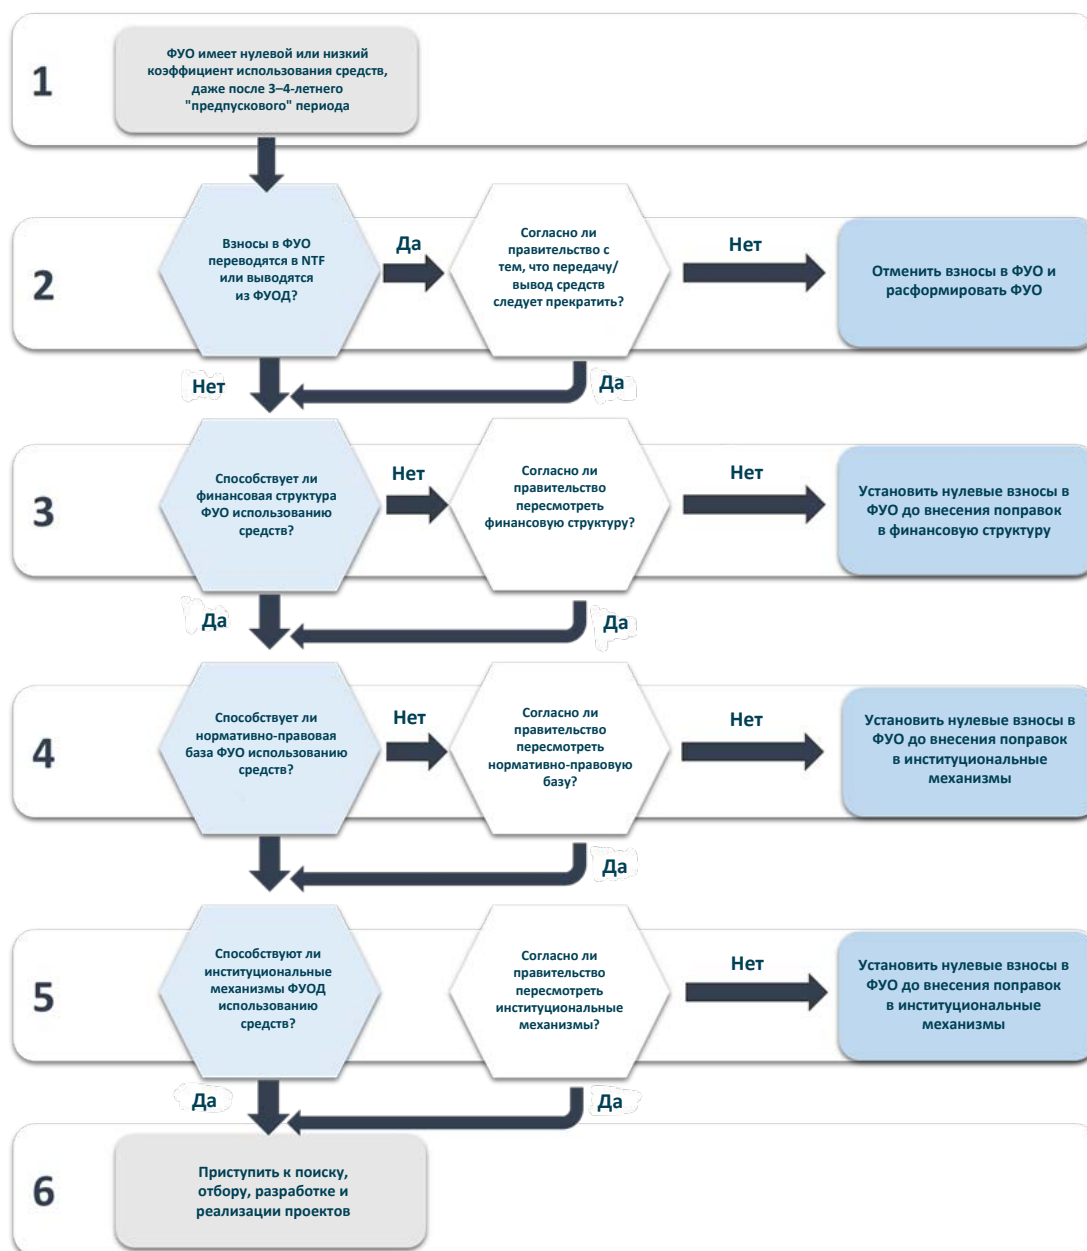 1
ФУО имеет нулевой или низкий
коэффициент использования средств,
даже после 3–4-летнего
"предпускового" периода
2
Взносы в ФУО
переводятся в NTF
или выводятся
из ФУОД?
Да
Согласно ли
правительство с
тем, что передачу/
вывод средств
следует прекратить?
Нет
Отменить взносы в ФУО и
расформировать ФУО
Нет
Да
3
Способствует ли
финансовая структура
ФУО использованию
средств?
Нет
Согласно ли
правительство
пересмотреть
финансовую структуру?
Нет
Установить нулевые взносы в
ФУО до внесения поправок
в финансовую структуру
Да
Да
4
Способствует ли
нормативно-правовая
база ФУО использованию
средств?
Нет
Согласно ли
правительство
пересмотреть
нормативно-правовую
базу?
Нет
Установить нулевые взносы в
ФУО до внесения поправок
в институциональные
механизмы
Да
5
Способствуют ли
институциональные
механизмы ФУОД
использованию
средств?
Согласно ли
правительство
пересмотреть
институциональные
механизмы?
Нет
Установить нулевые взносы в
ФУО до внесения поправок
в институциональные
механизмы
Да
Да
6
Приступить к поиску,
отбору, разработке и
реализации проектов